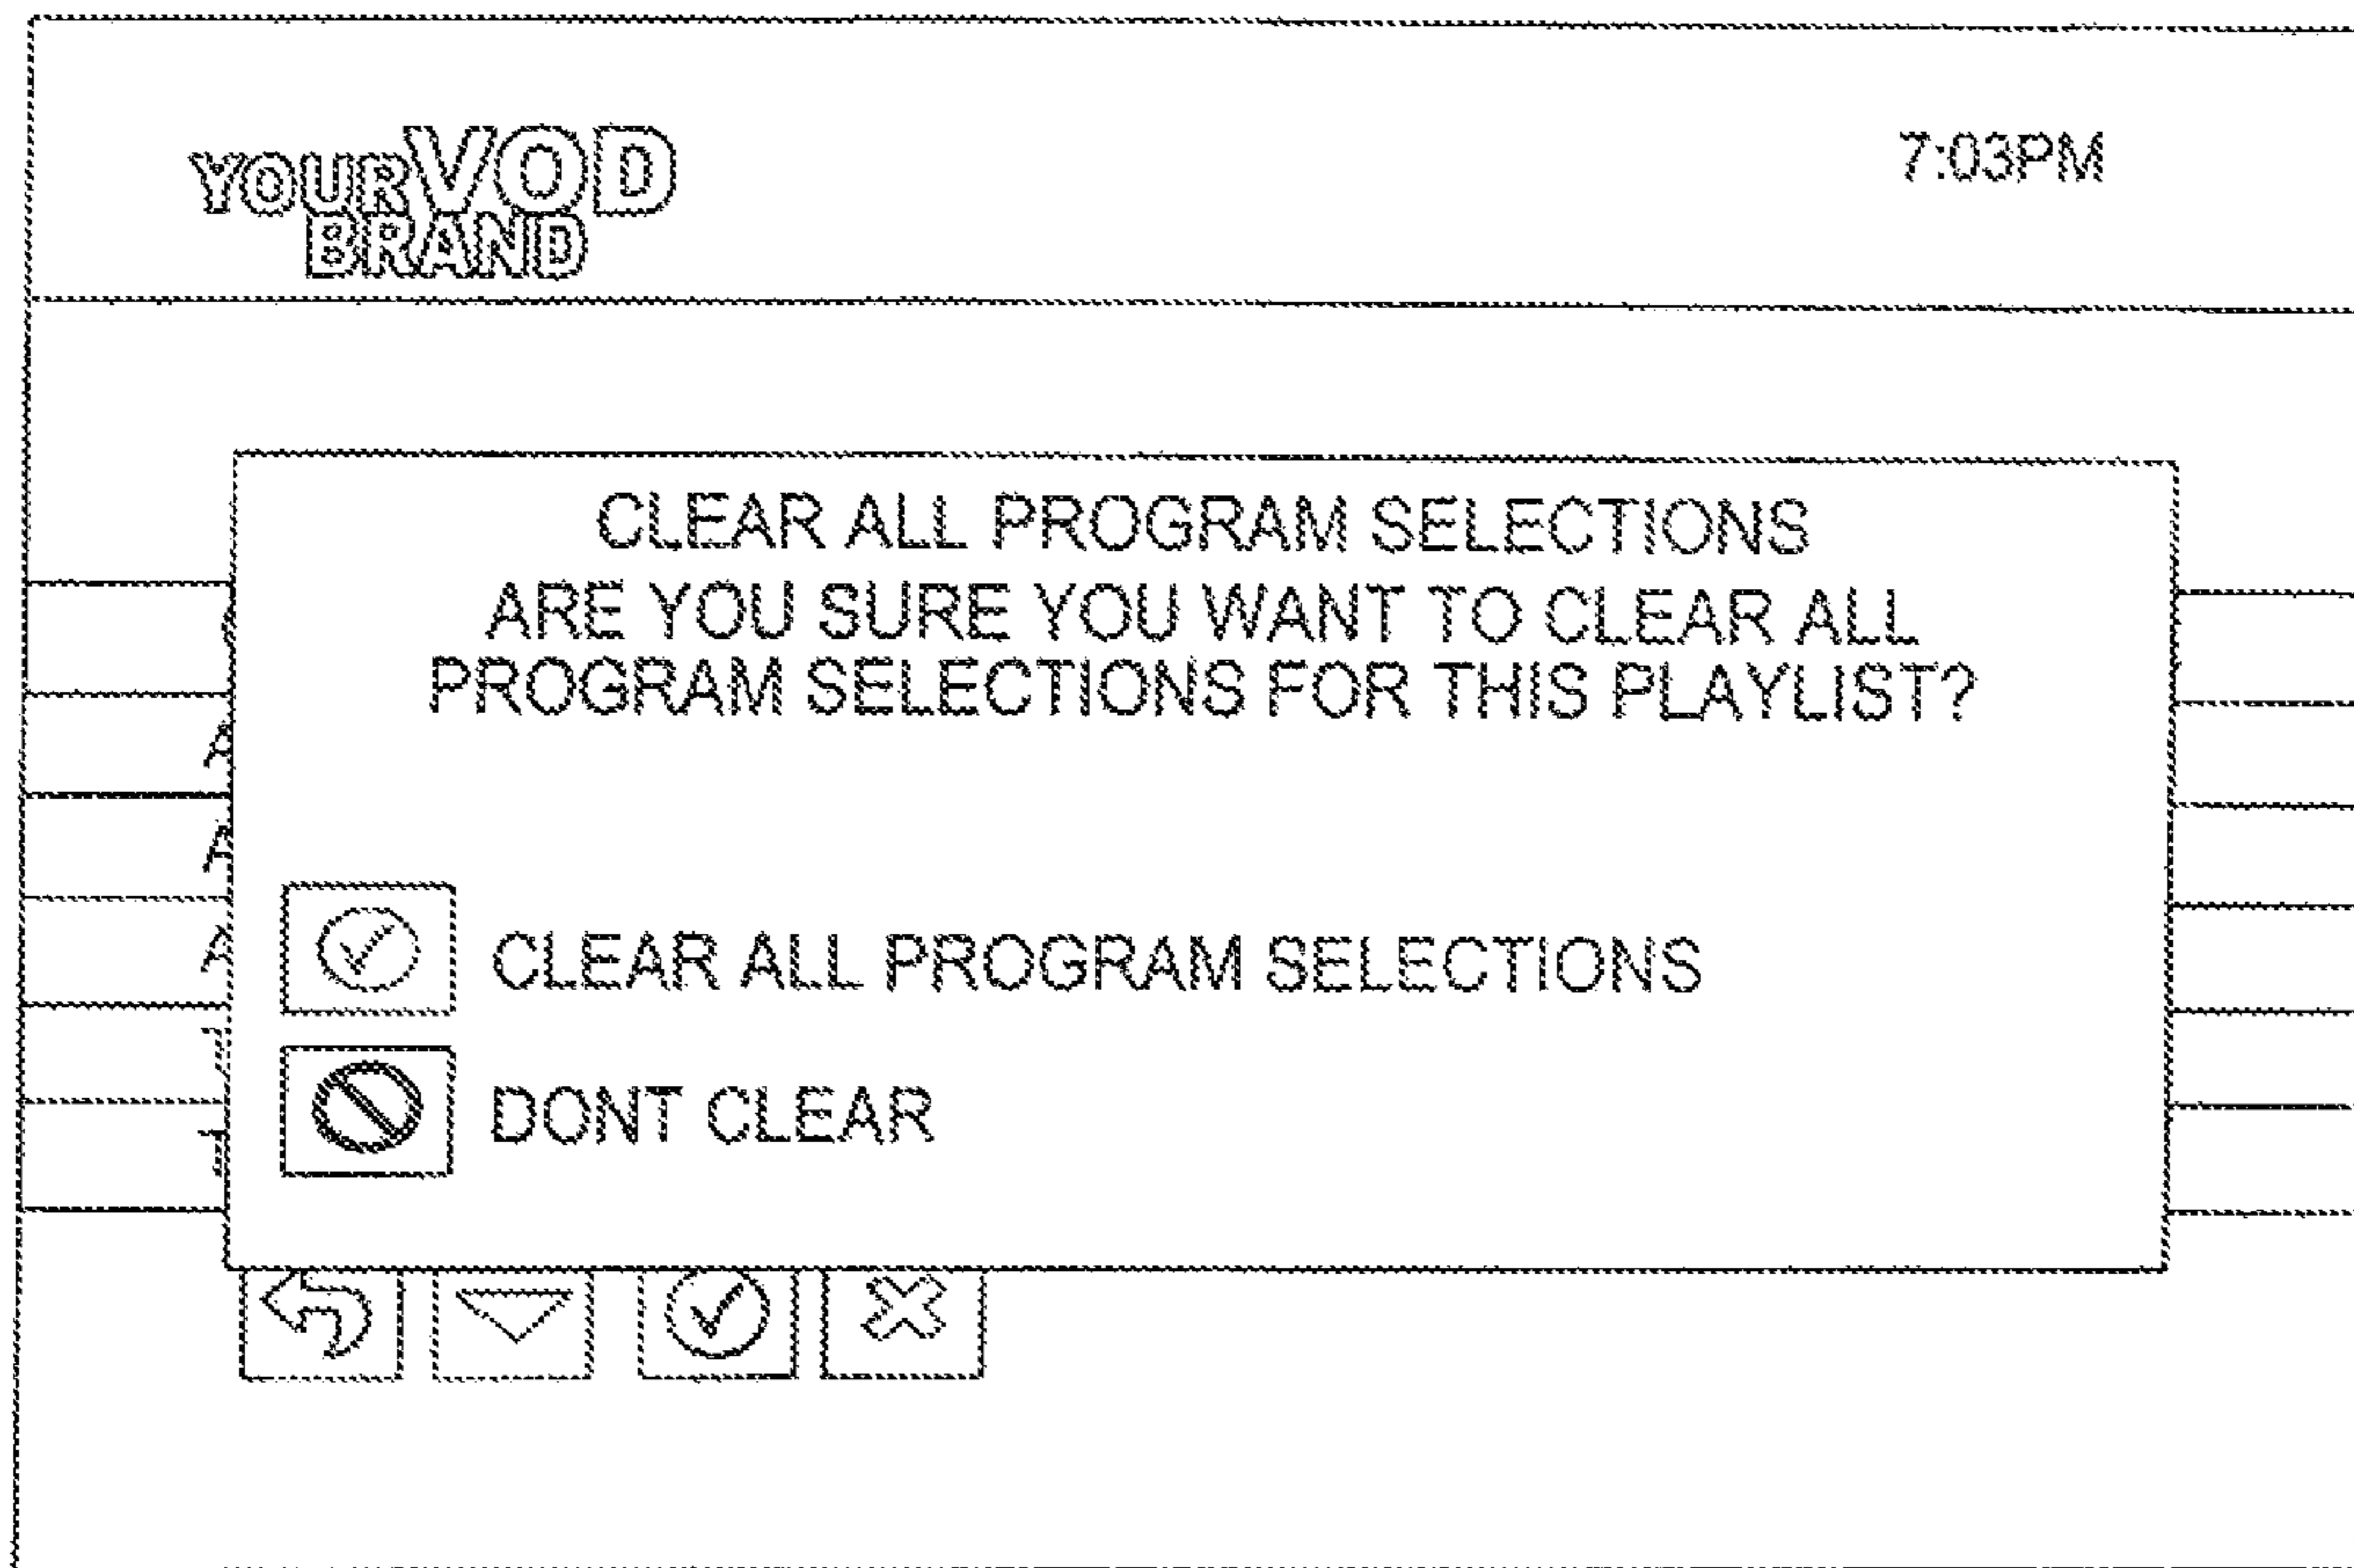 YOUR VOD 7:03PM
BRAND
CLEAR ALL PROGRAM SELECTIONS
ARE YOU SURE YOU WANT TO CLEAR ALL
PROGRAM SELECTIONS FOR THIS PLAYLIST?
CLEAR ALL PROGRAM SELECTIONS
DONT CLEAR